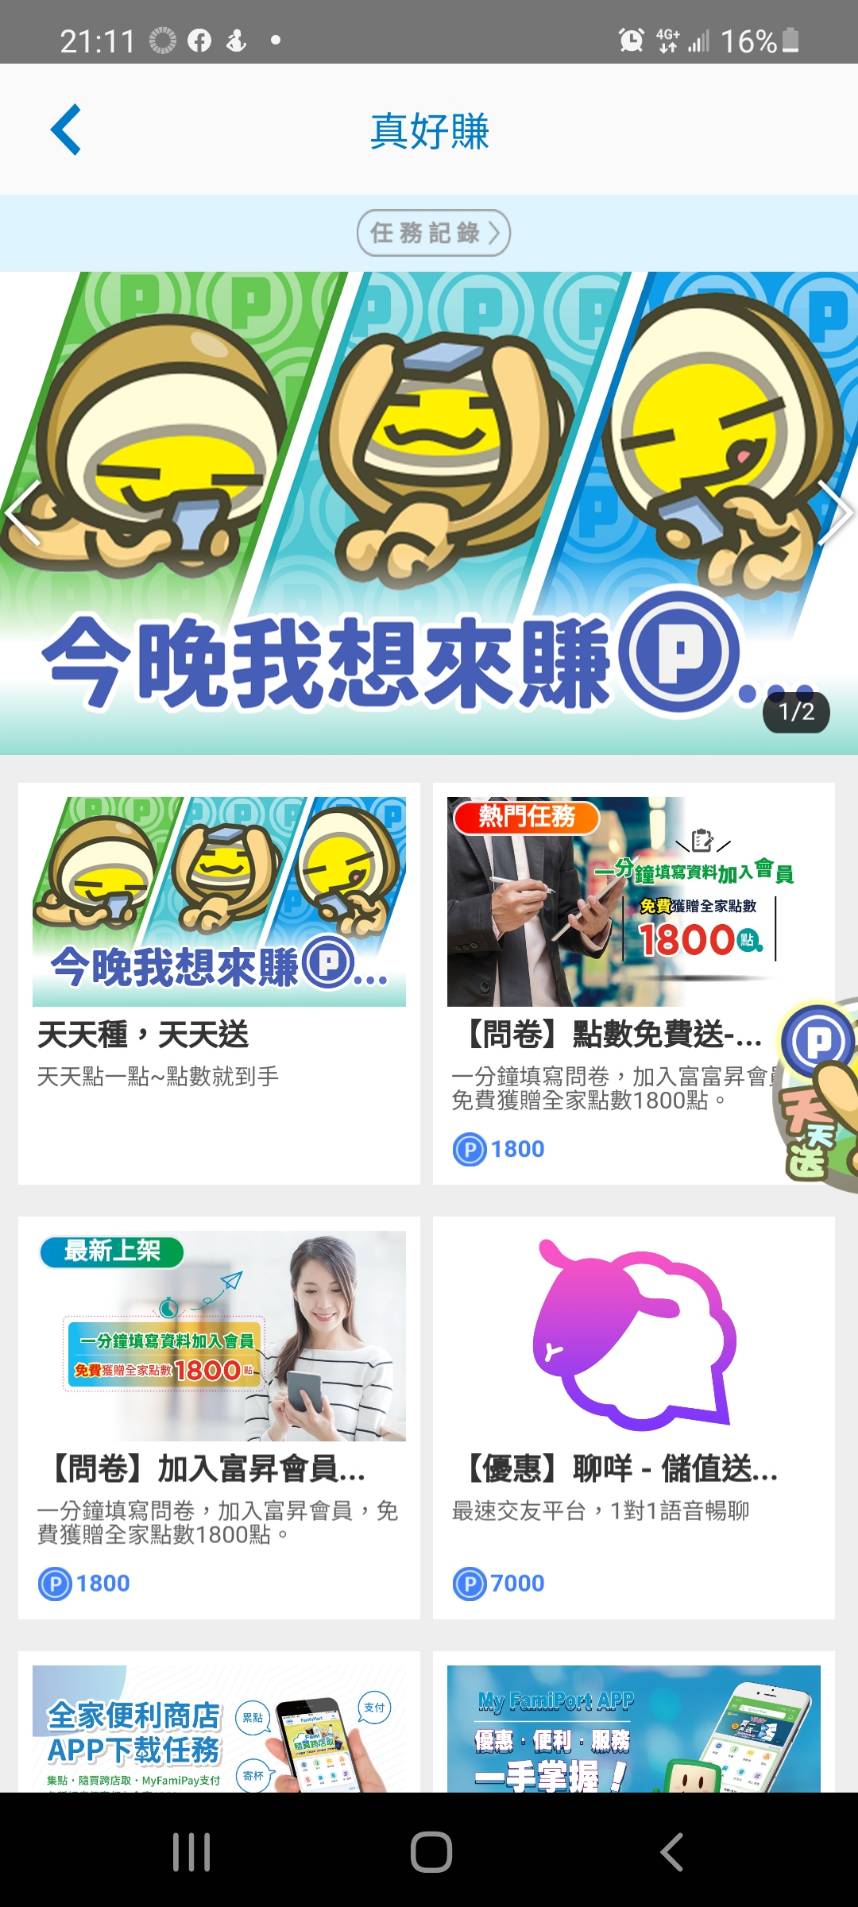 21:11
4G+
16%
真好賺
任務記錄
今晚我想來賺P...
1/2
今晚我想來賺P...
天天種，天天送
天天點一點~點數就到手
熱門任務
一分鐘填寫資料加入會員
免費獲贈全家點數
1800點
【問卷】點數免費送-...
一分鐘填寫問卷，加入富富昇會
免費獲贈全家點數1800點。
P 1800
P
天天送
最新上架
一分鐘填寫資料加入會員
免費獲贈全家點數1800點
【問卷】加入富昇會員...
一分鐘填寫問卷，加入富昇會員，免
費獲贈全家點數1800點。
P 1800
【優惠】聊咩 - 儲值送...
最速交友平台，1對1語音暢聊
P 7000
全家便利商店
APP下載任務
集點・隨買跨店取・MyFamiPay支付
累點
支付
寄杯
My FamiPort APP
優惠・便利・服務
一手掌握！